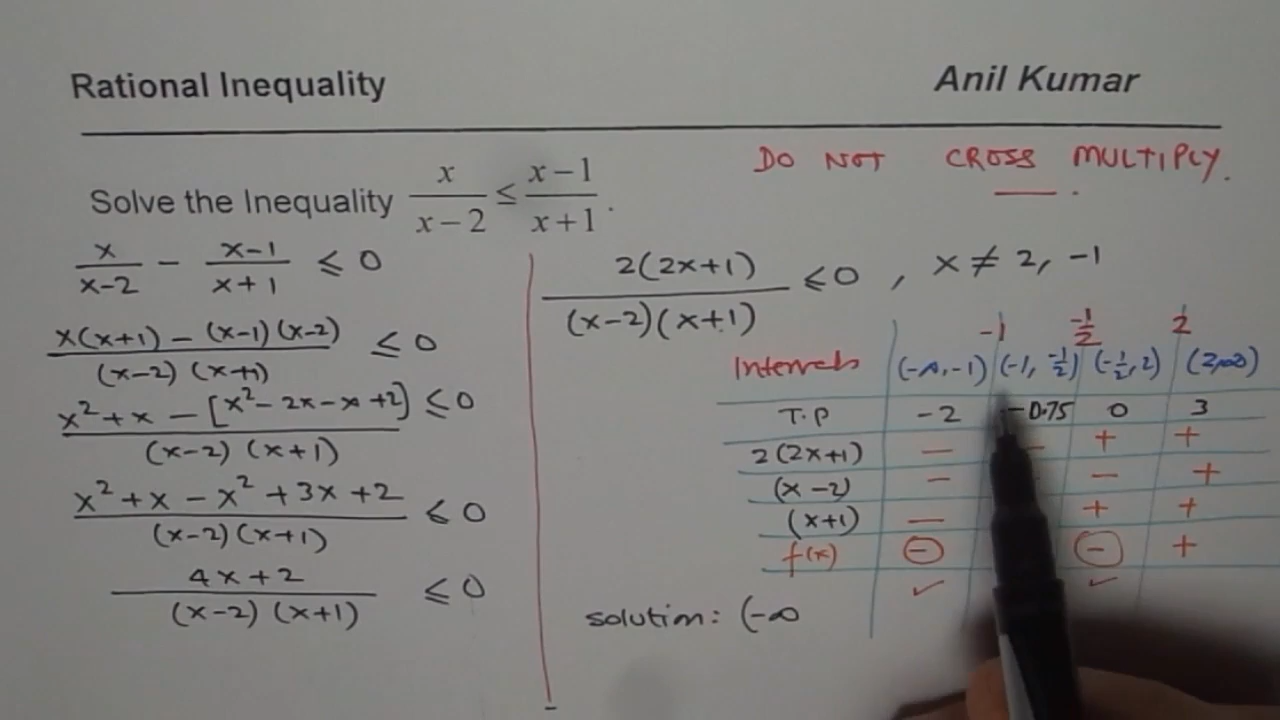 Rational Inequality
Anil Kumar
DO NOT CROSS MULTIPLY.
Solve the Inequality x/(x-2) ≤ (x-1)/(x+1).
x/(x-2) - (x-1)/(x+1) ≤ 0
(x(x+1) - (x-1)(x-2))/((x-2)(x+1)) ≤ 0
(x² + x - [x² - 2x - x + 2])/((x-2)(x+1)) ≤ 0
(x² + x - x² + 3x + 2)/((x-2)(x+1)) ≤ 0
(4x + 2)/((x-2)(x+1)) ≤ 0
2(2x+1)/((x-2)(x+1)) ≤ 0, x ≠ 2, -1
-1 -1/2 2
Intervals (-∞, -1) (-1, -1/2) (-1/2, 2) (2, ∞)
T.P -2 -0.75 0 3
2(2x+1) - - + +
(x-2) - - +
(x+1) - + +
f(x) - - +
✓ ✓
solution: (-∞